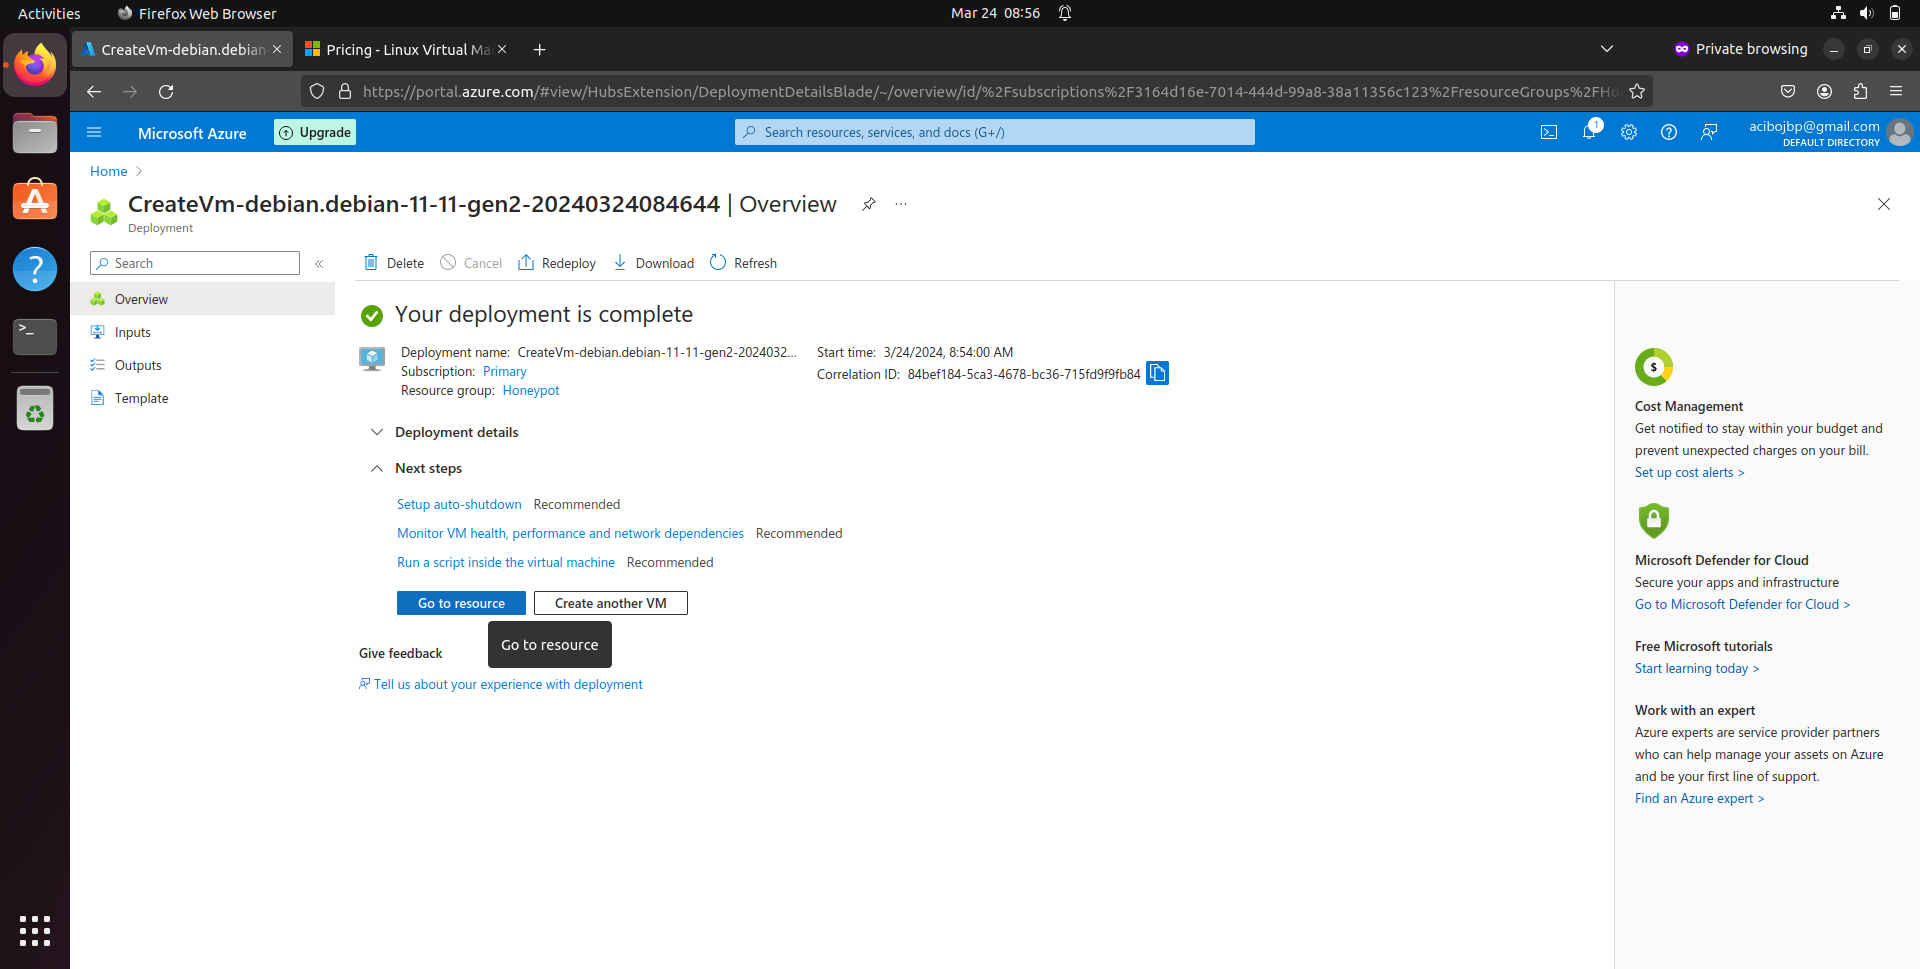 Activities
Firefox Web Browser
Mar 24 08:56
CreateVm-debian.debian
Pricing - Linux Virtual Ma
Private browsing
https://portal.azure.com/#view/HubsExtension/DeploymentDetailsBlade/~/overview/id/%2Fsubscriptions%2F3164d16e-7014-444d-99a8-38a11356c123%2FresourceGroups%2FHo
Microsoft Azure
Upgrade
Search resources, services, and docs (G+/)
1
acibojbp@gmail.com
DEFAULT DIRECTORY
Home
CreateVm-debian.debian-11-11-gen2-20240324084644 | Overview
Deployment
Search
Delete
Cancel
Redeploy
Download
Refresh
Overview
Inputs
Outputs
Template
Your deployment is complete
Deployment name: CreateVm-debian.debian-11-11-gen2-2024032...
Subscription: Primary
Resource group: Honeypot
Start time: 3/24/2024, 8:54:00 AM
Correlation ID: 84bef184-5ca3-4678-bc36-715fd9f9fb84
Deployment details
Next steps
Setup auto-shutdown Recommended
Monitor VM health, performance and network dependencies Recommended
Run a script inside the virtual machine Recommended
Go to resource
Create another VM
Go to resource
Give feedback
Tell us about your experience with deployment
Cost Management
Get notified to stay within your budget and
prevent unexpected charges on your bill.
Set up cost alerts >
Microsoft Defender for Cloud
Secure your apps and infrastructure
Go to Microsoft Defender for Cloud >
Free Microsoft tutorials
Start learning today >
Work with an expert
Azure experts are service provider partners
who can help manage your assets on Azure
and be your first line of support.
Find an Azure expert >